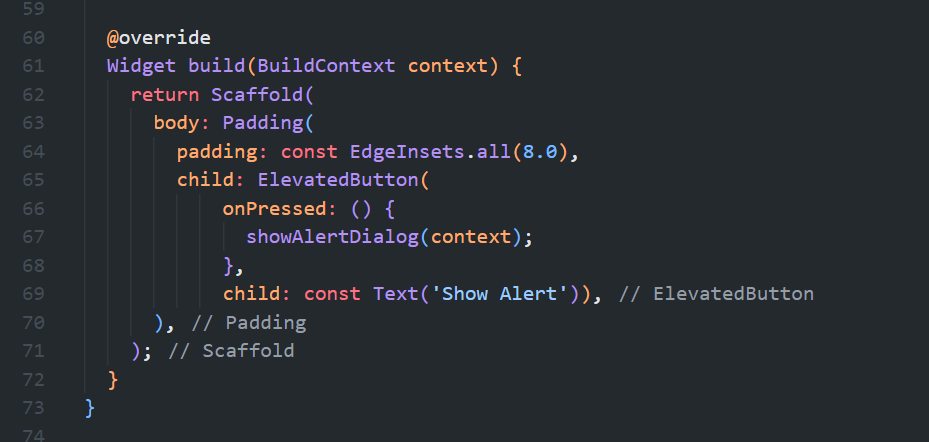 59
60 @override
61 Widget build(BuildContext context) {
62 return Scaffold(
63 body: Padding(
64 padding: const EdgeInsets.all(8.0),
65 child: ElevatedButton(
66 onPressed: () {
67 showAlertDialog(context);
68 },
69 child: const Text('Show Alert')), // ElevatedButton
70 ), // Padding
71 ); // Scaffold
72 }
73 }
74